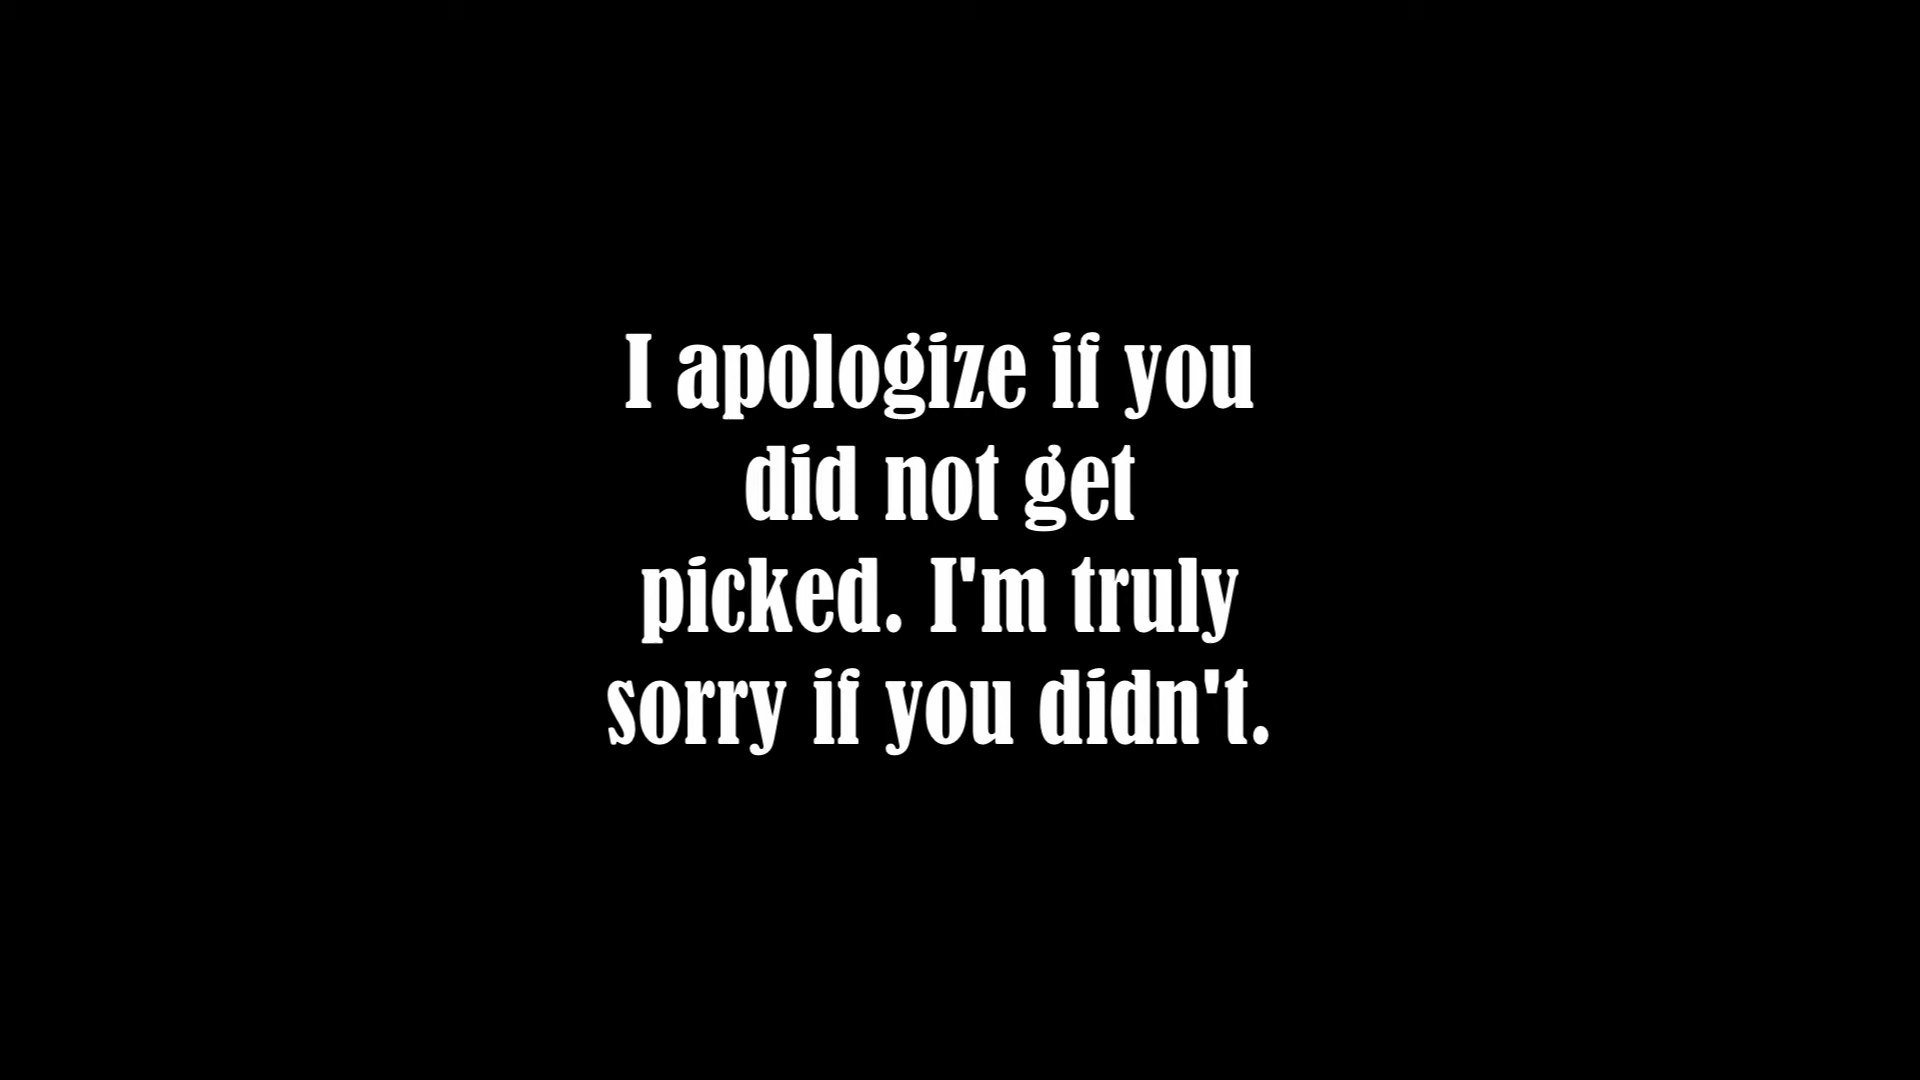 I apologize if you
did not get
picked. I'm truly
sorry if you didn't.